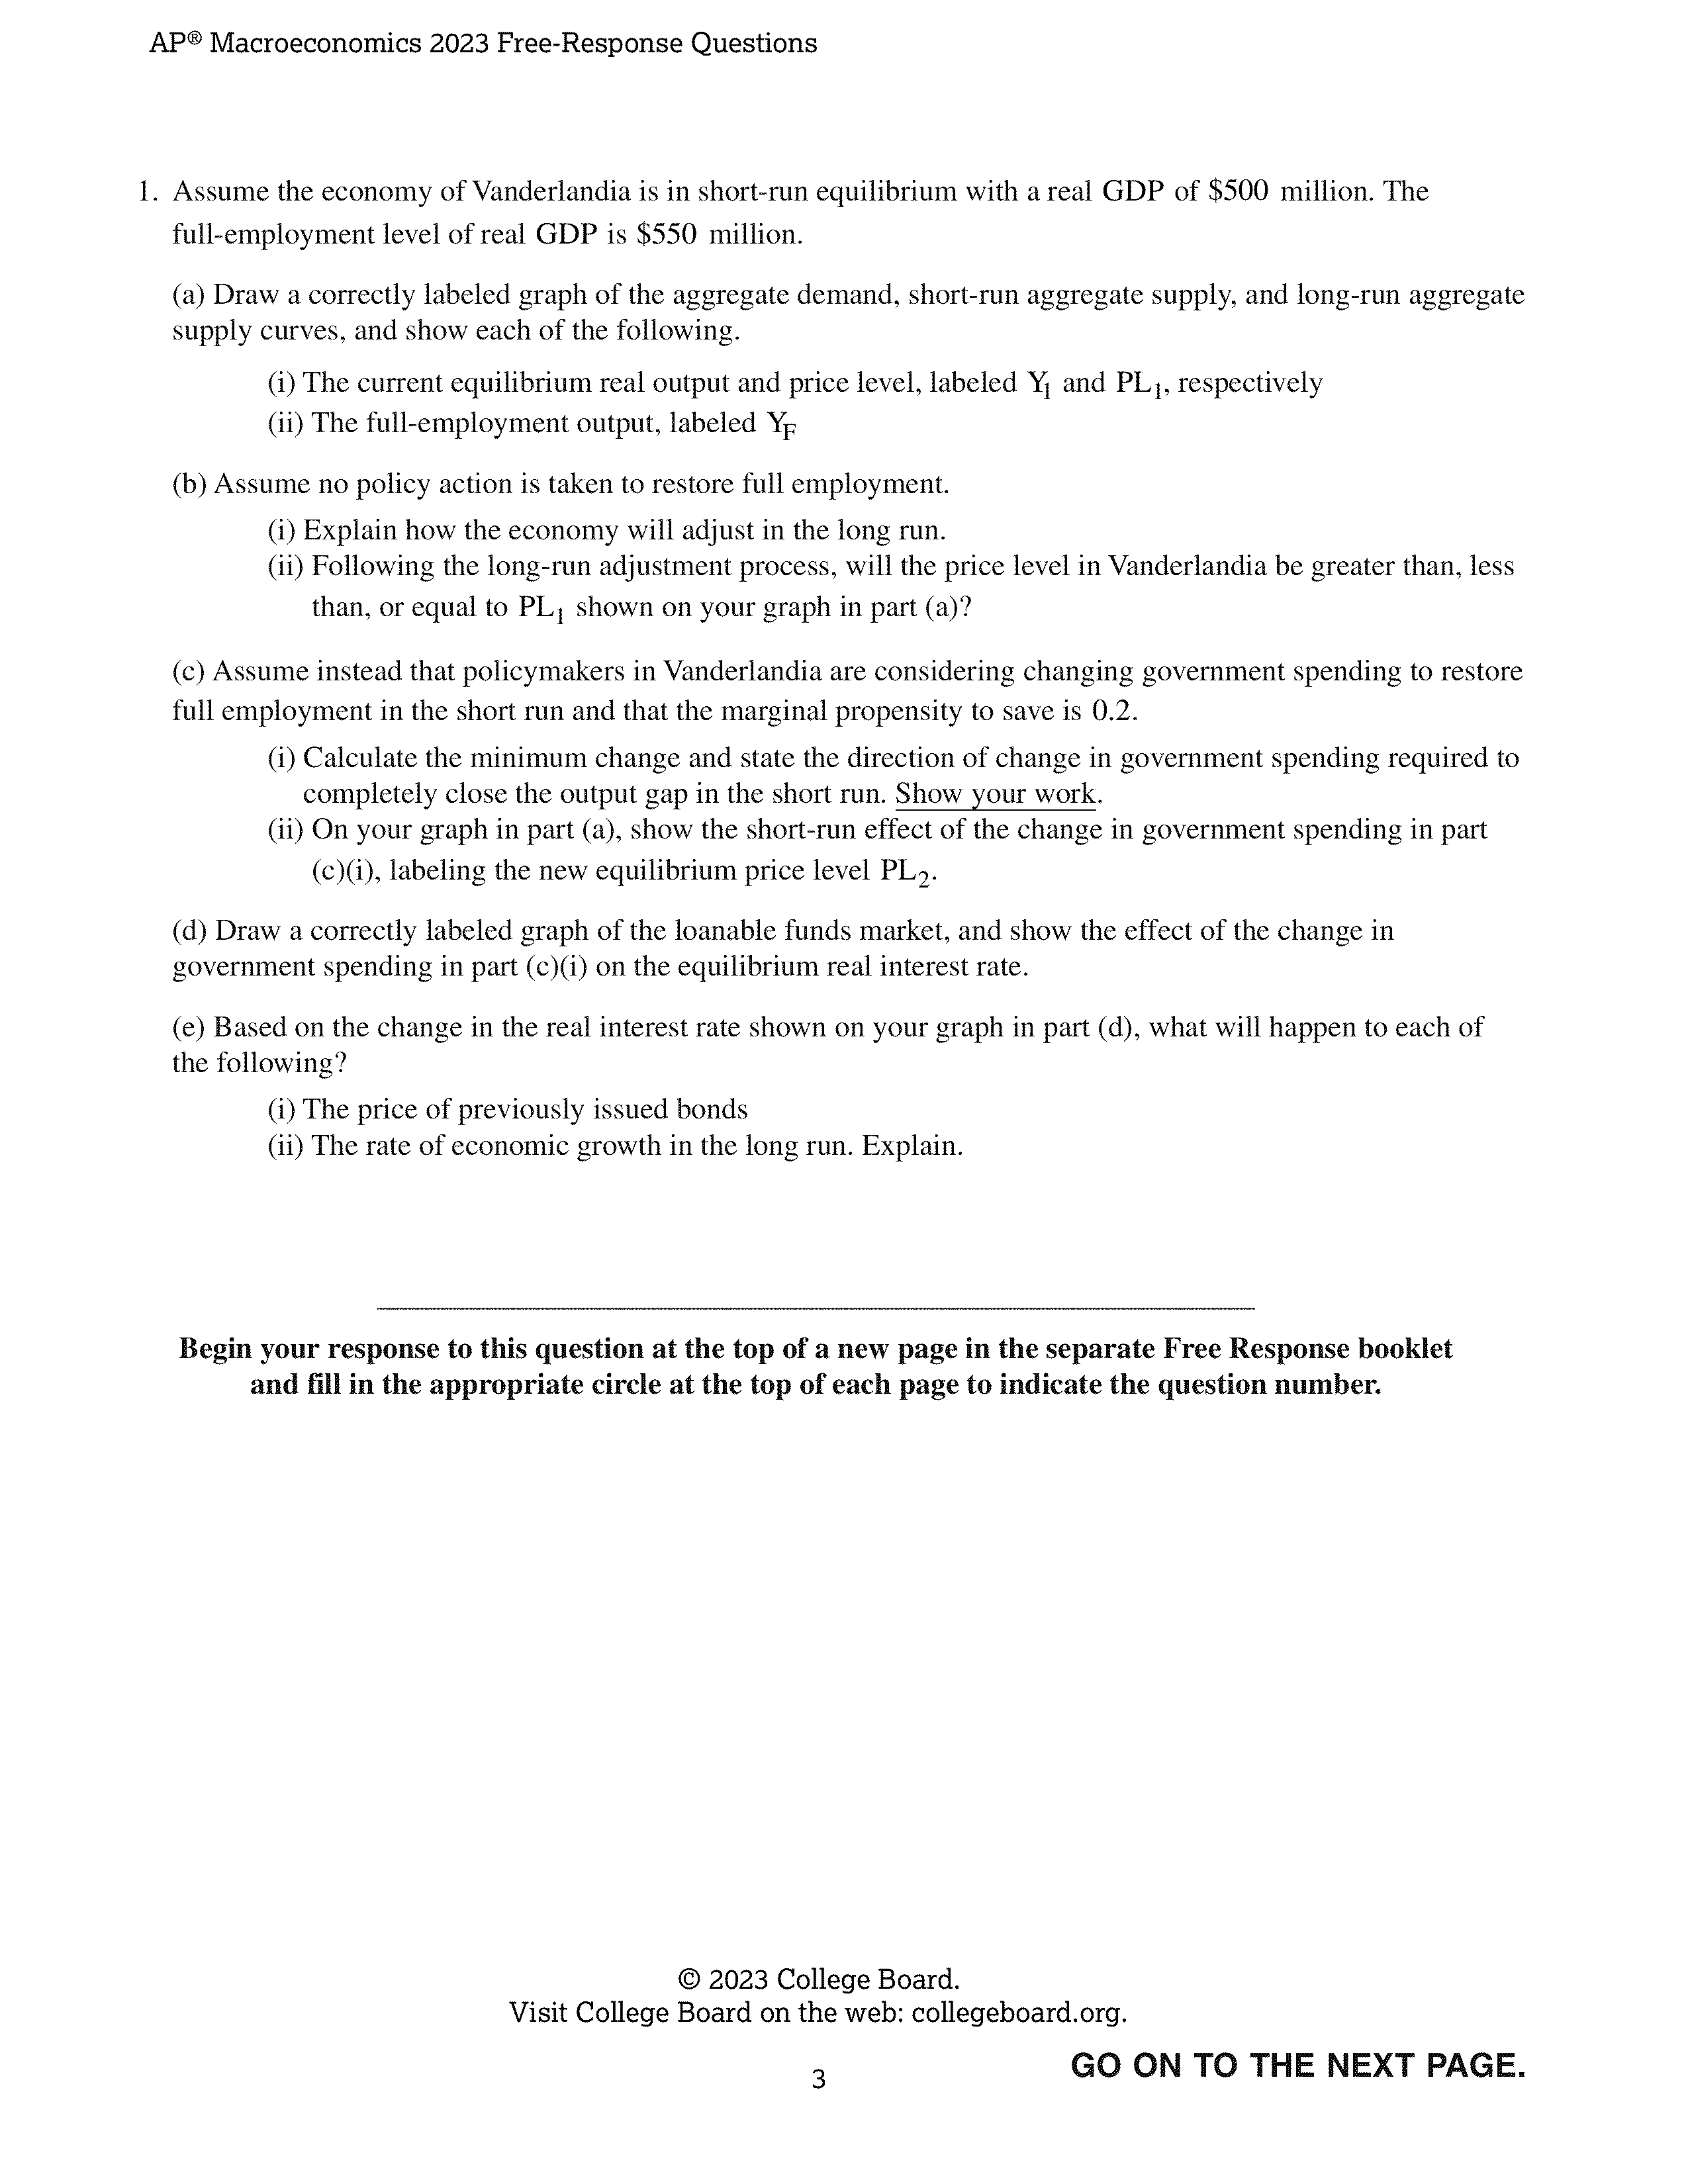 AP® Macroeconomics 2023 Free-Response Questions
1. Assume the economy of Vanderlandia is in short-run equilibrium with a real GDP of $500 million. The
full-employment level of real GDP is $550 million.
(a) Draw a correctly labeled graph of the aggregate demand, short-run aggregate supply, and long-run aggregate
supply curves, and show each of the following.
(i) The current equilibrium real output and price level, labeled Y₁ and PL₁, respectively
(ii) The full-employment output, labeled Y_F
(b) Assume no policy action is taken to restore full employment.
(i) Explain how the economy will adjust in the long run.
(ii) Following the long-run adjustment process, will the price level in Vanderlandia be greater than, less
than, or equal to PL₁ shown on your graph in part (a)?
(c) Assume instead that policymakers in Vanderlandia are considering changing government spending to restore
full employment in the short run and that the marginal propensity to save is 0.2.
(i) Calculate the minimum change and state the direction of change in government spending required to
completely close the output gap in the short run. Show your work.
(ii) On your graph in part (a), show the short-run effect of the change in government spending in part
(c)(i), labeling the new equilibrium price level PL₂.
(d) Draw a correctly labeled graph of the loanable funds market, and show the effect of the change in
government spending in part (c)(i) on the equilibrium real interest rate.
(e) Based on the change in the real interest rate shown on your graph in part (d), what will happen to each of
the following?
(i) The price of previously issued bonds
(ii) The rate of economic growth in the long run. Explain.
Begin your response to this question at the top of a new page in the separate Free Response booklet
and fill in the appropriate circle at the top of each page to indicate the question number.
© 2023 College Board.
Visit College Board on the web: collegeboard.org.
GO ON TO THE NEXT PAGE.
3